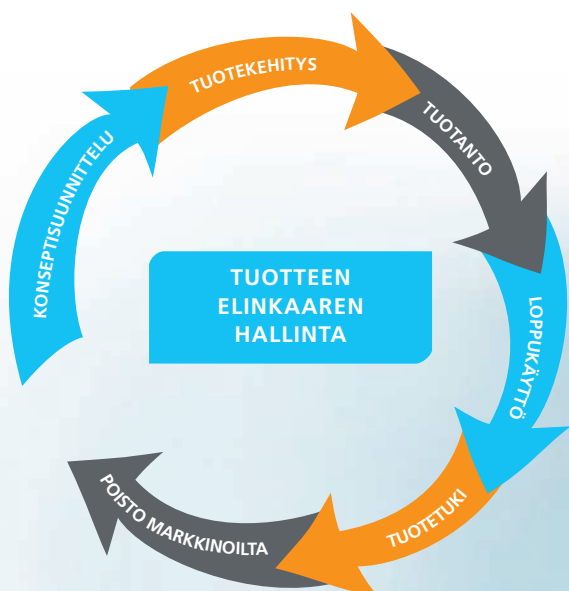 TUOTEKEHITYS
TUOTANTO
KONSEPTISUUNNITTELU
TUOTTEEN
ELINKAAREN
HALLINTA
LOPPUKÄYTTÖ
TUOTETUKI
POISTO MARKKINOILTA